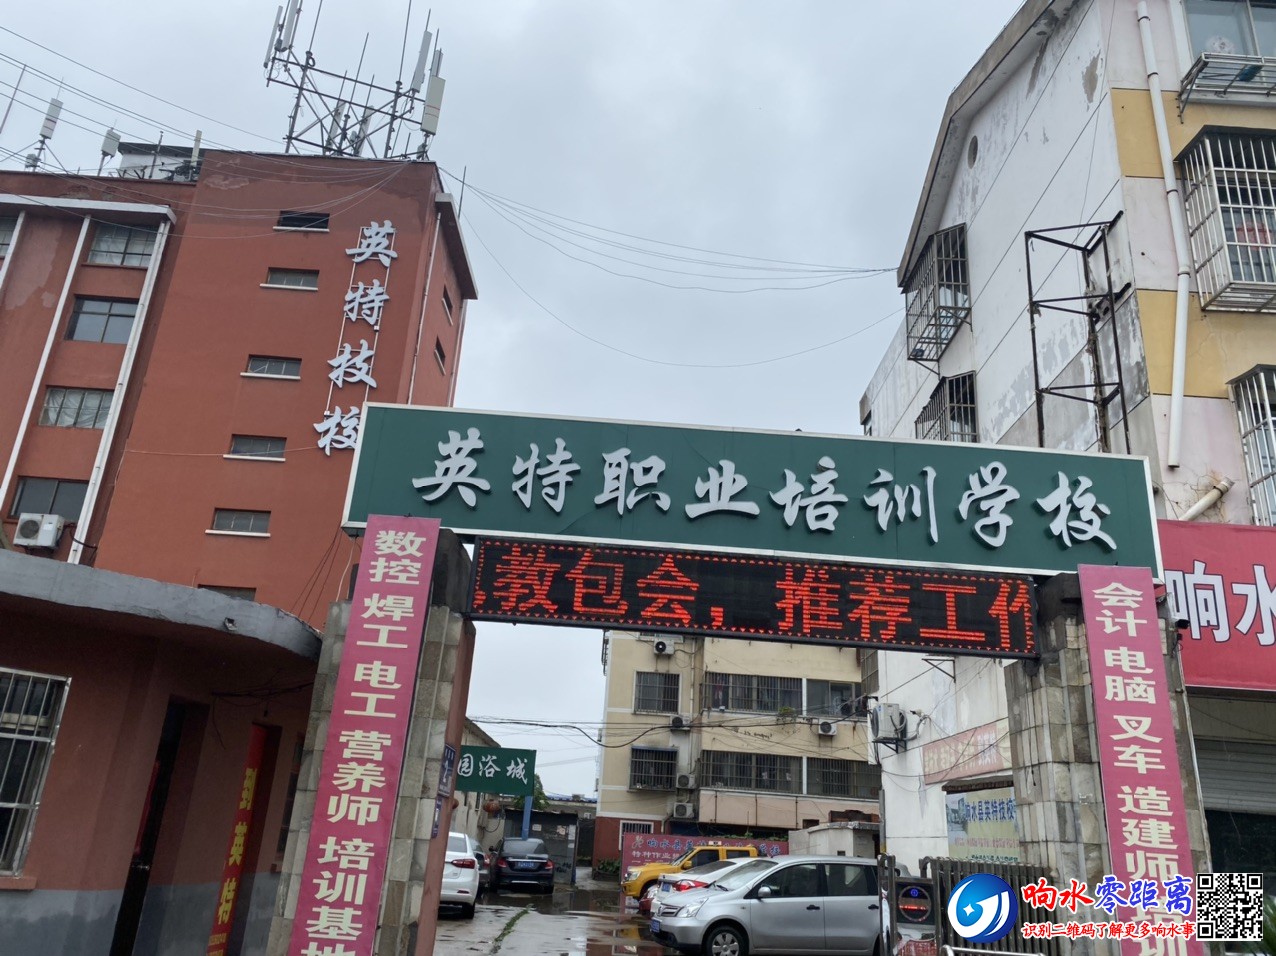 英特技校
英特职业培训学校
教包会，推荐工作
数控 焊工 电工 营养师 培训基地
会计 电脑 叉车 造建师 培训
响水
园浴城
响水县英特技校
响水零距离
识别二维码了解更多响水事